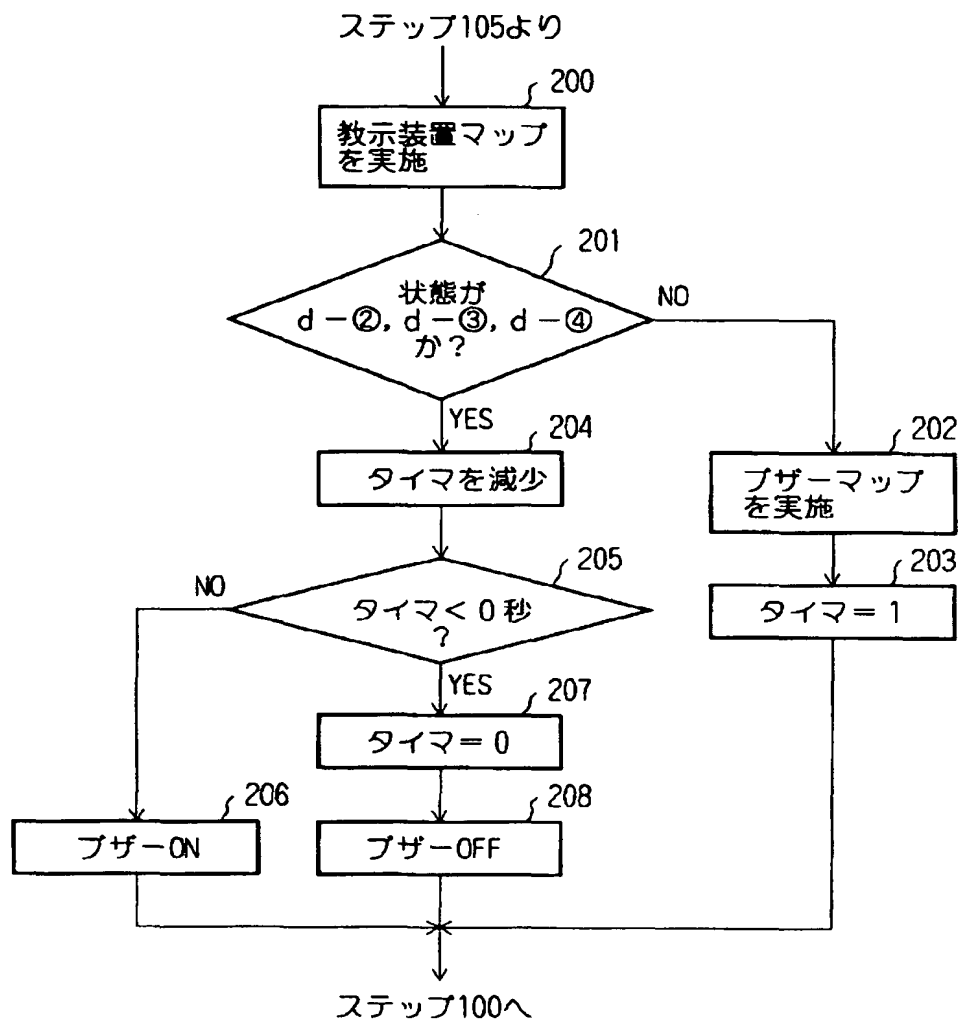 ステップ105より
200
教示装置マップ
を実施
201
状態が
d－②, d－③, d－④
か？
NO
YES
204
タイマを減少
202
ブザーマップ
を実施
205
NO
タイマ＜０秒
？
203
タイマ＝１
YES
207
タイマ＝０
206
ブザーON
208
ブザーOFF
ステップ100へ